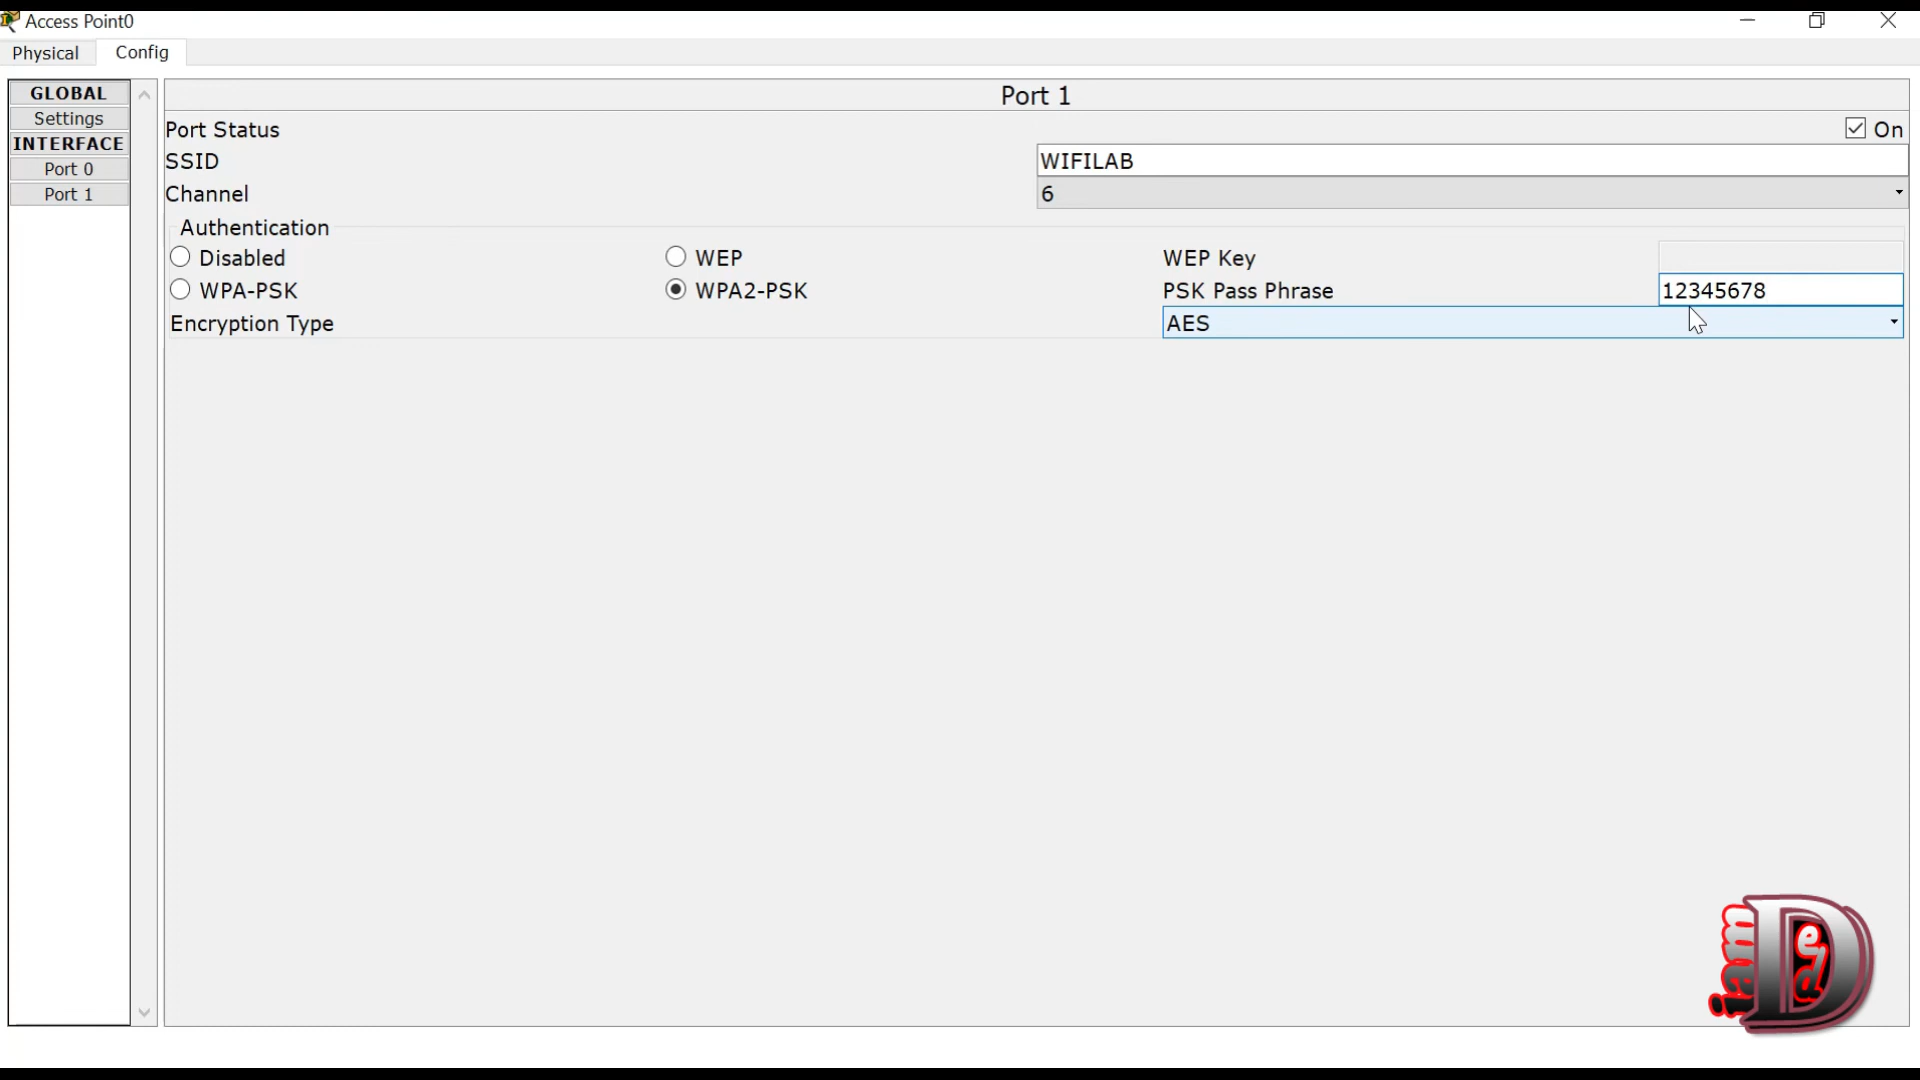 Access Point0
Physical Config
GLOBAL
Settings
INTERFACE
Port 0
Port 1
Port 1
Port Status On
SSID WIFILAB
Channel 6
Authentication
Disabled WEP WEP Key
WPA-PSK WPA2-PSK PSK Pass Phrase 12345678
Encryption Type AES